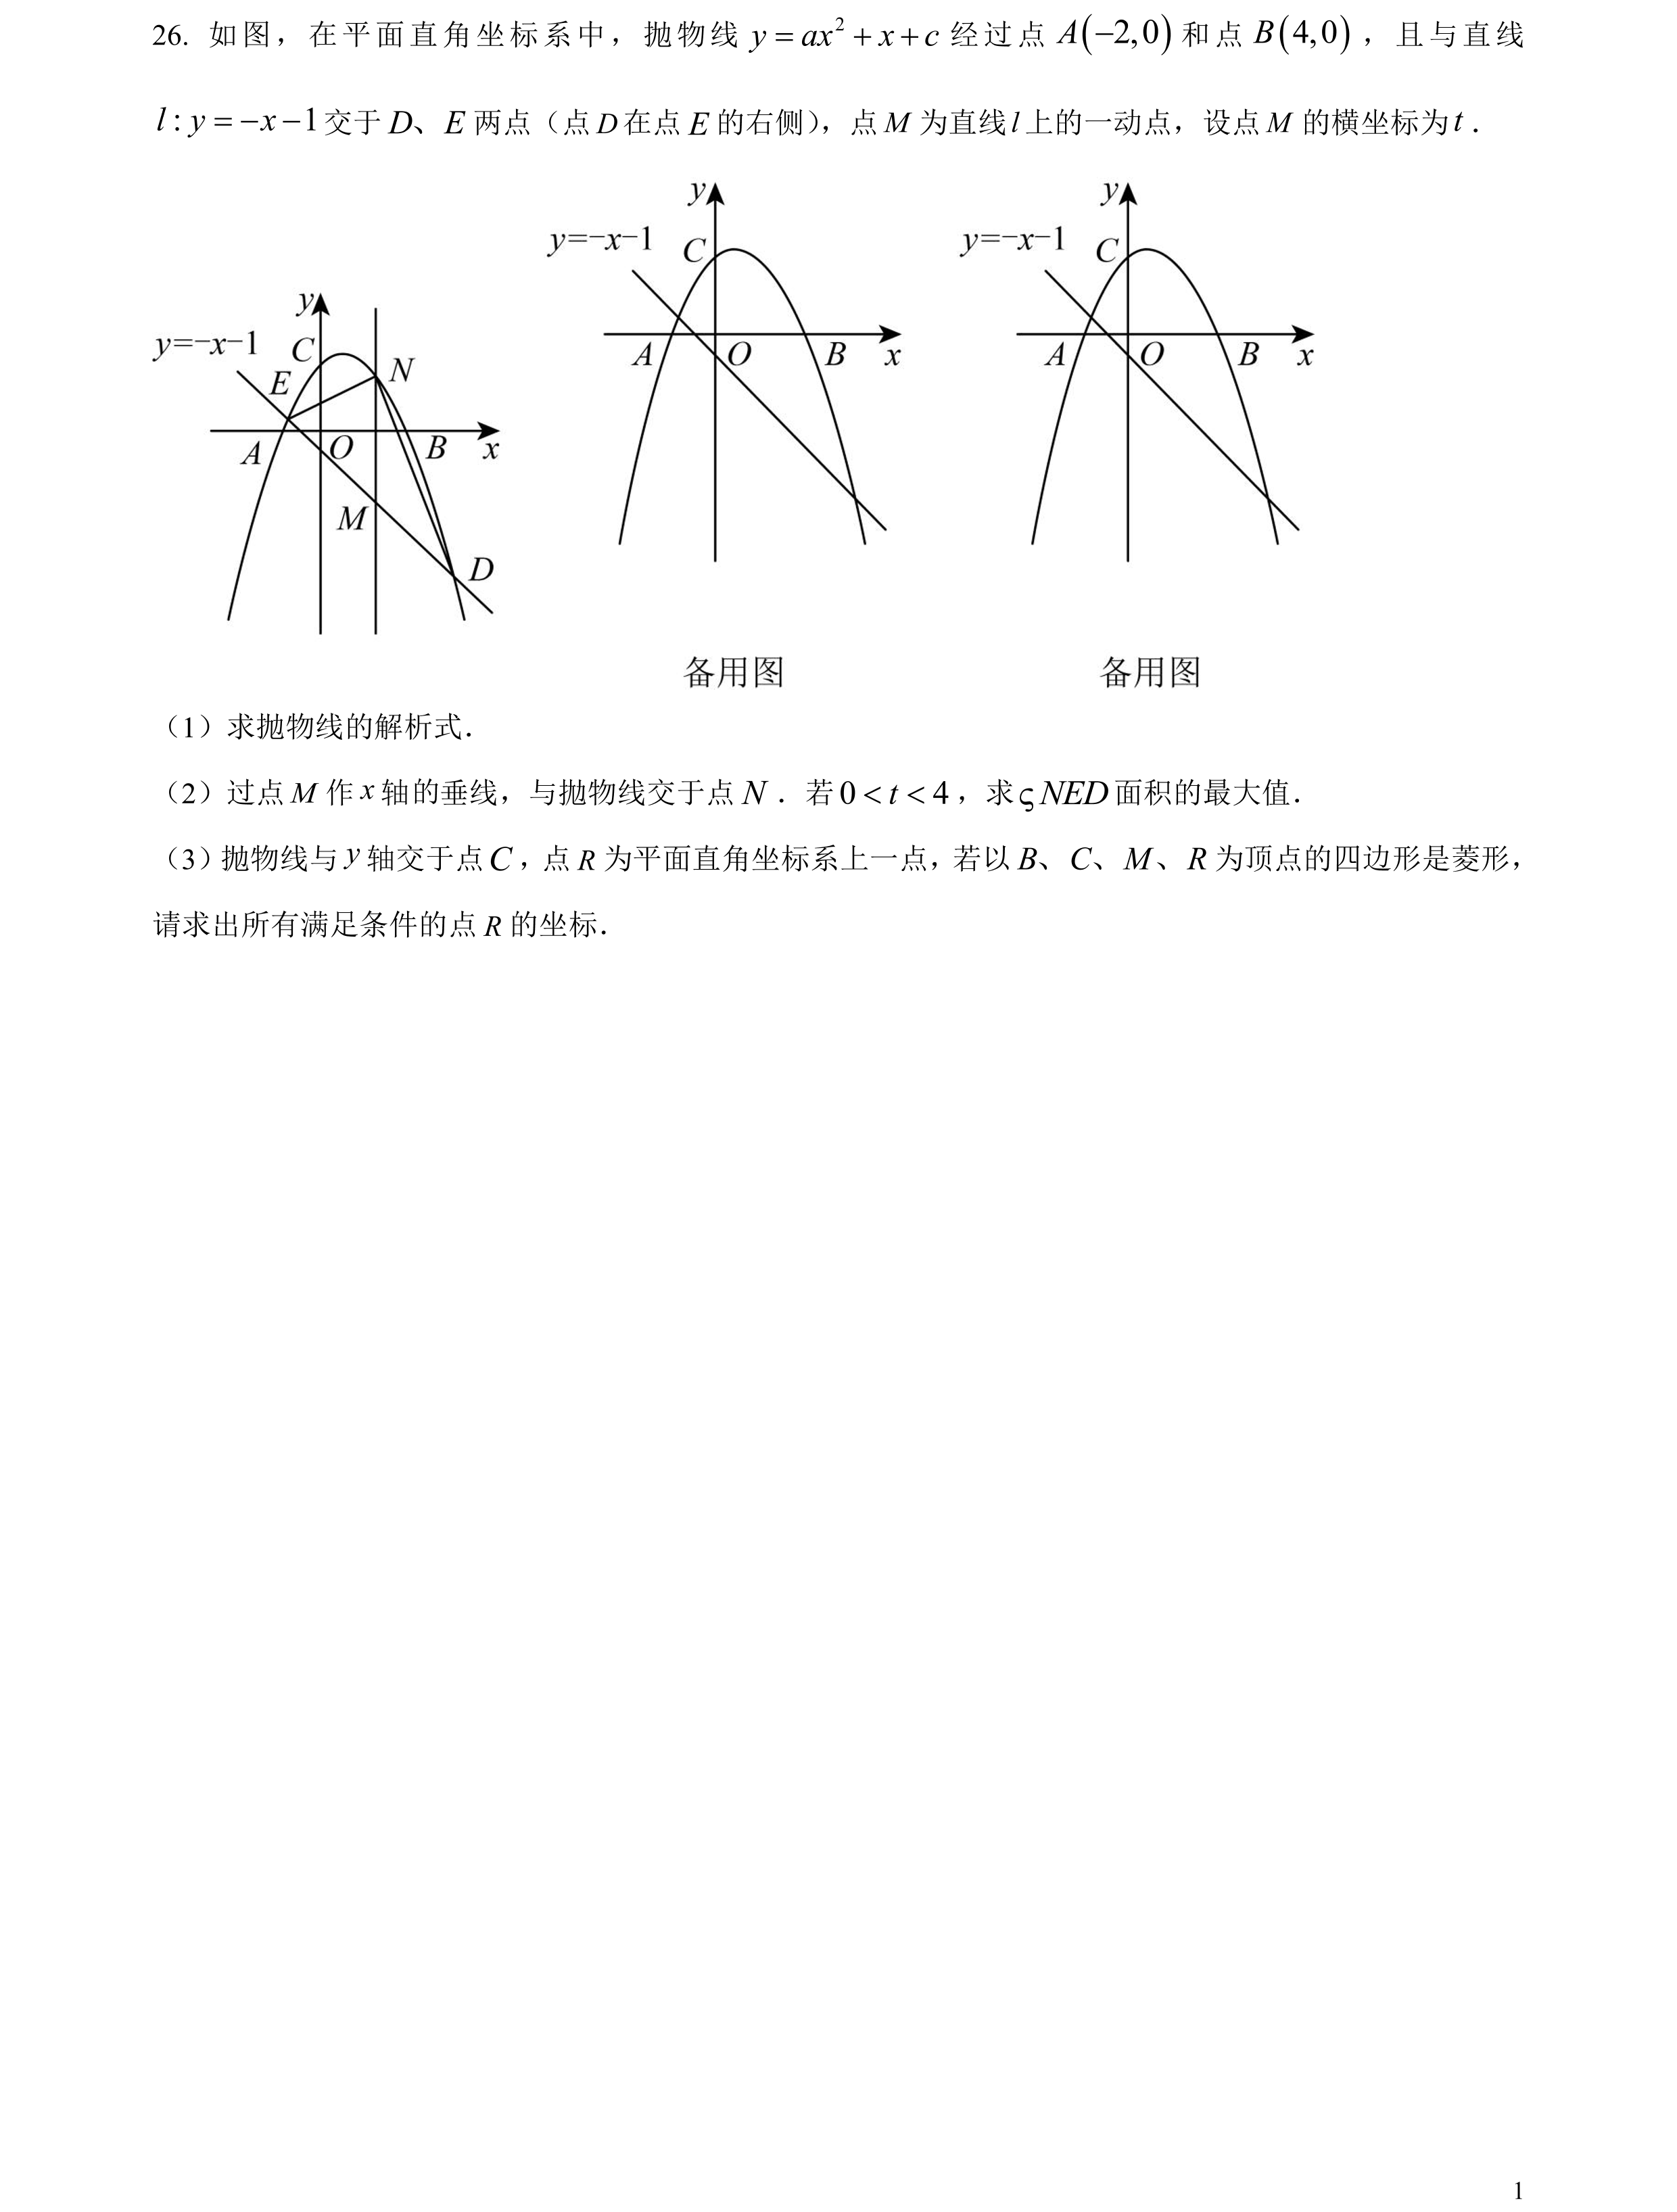 26. 如图，在平面直角坐标系中，抛物线 y = ax² + x + c 经过点 A(−2,0) 和点 B(4,0)，且与直线
l : y = −x −1 交于 D、E 两点（点 D 在点 E 的右侧），点 M 为直线 l 上的一动点，设点 M 的横坐标为 t．
y=−x−1
y
C
E
N
A
O
B
x
M
D
y=−x−1
y
C
A
O
B
x
y=−x−1
y
C
A
O
B
x
备用图
备用图
（1）求抛物线的解析式．
（2）过点 M 作 x 轴的垂线，与抛物线交于点 N ．若 0 < t < 4，求 ς NED 面积的最大值．
（3）抛物线与 y 轴交于点 C，点 R 为平面直角坐标系上一点，若以 B、C、M、R 为顶点的四边形是菱形，
请求出所有满足条件的点 R 的坐标．
1